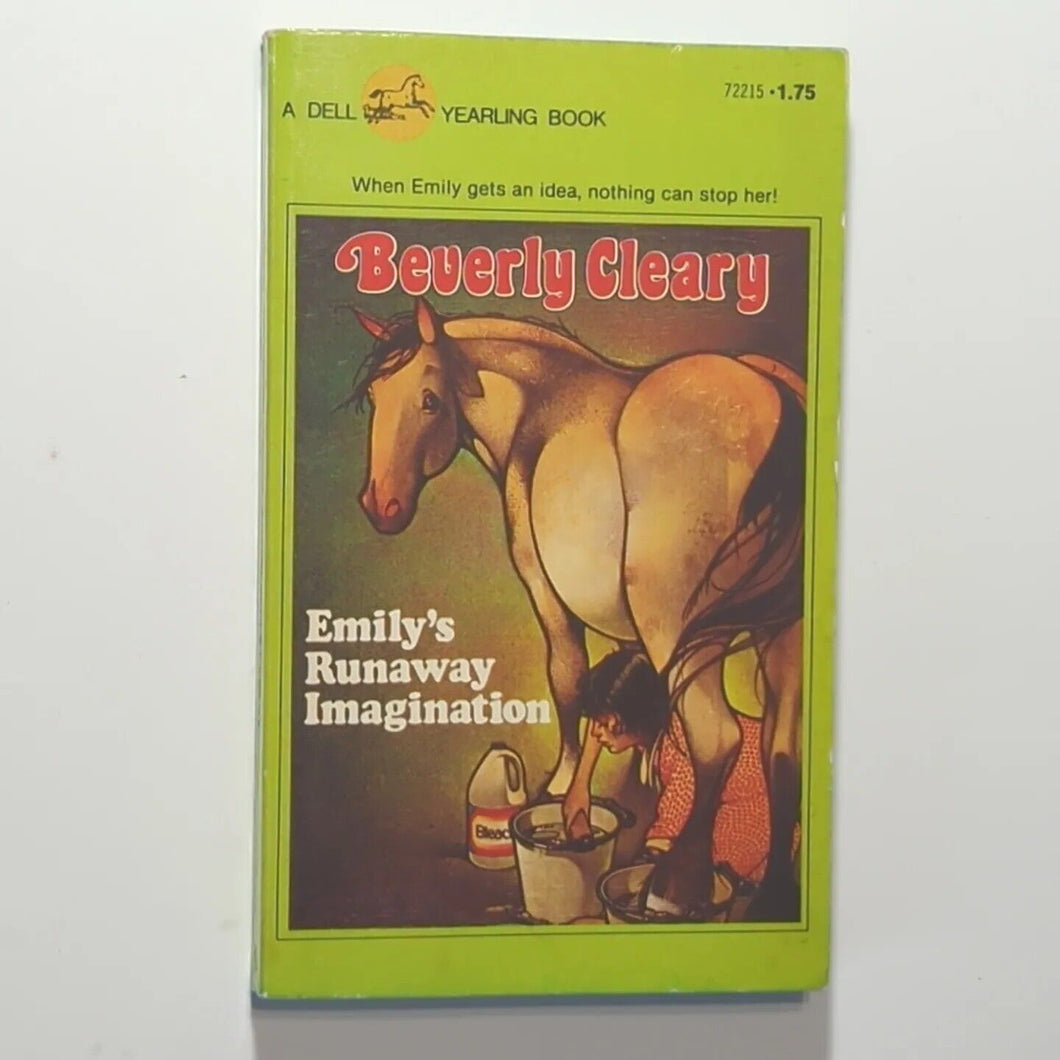 72215 • 1.75
A DELL YEARLING BOOK
When Emily gets an idea, nothing can stop her!
Beverly Cleary
Emily's
Runaway
Imagination
Bleac